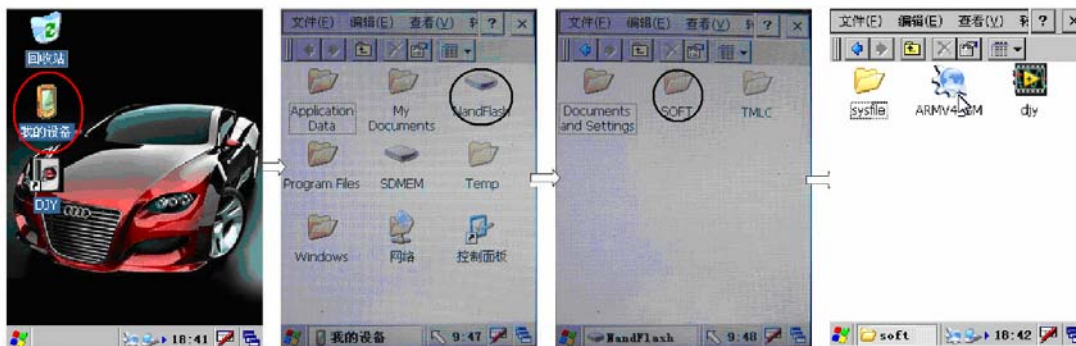 回收站
我的设备
DJY
18:41
文件(F) 编辑(E) 查看(V) ? ×
Application Data
My Documents
NandFlash
Program Files
SDMEM
Temp
Windows
网络
控制面板
我的设备 9:47
文件(F) 编辑(E) 查看(V) ? ×
Documents and Settings
SOFT
TMLC
NandFlash 9:48
文件(F) 编辑(E) 查看(V) ? ×
sysfile
djy
soft 18:42